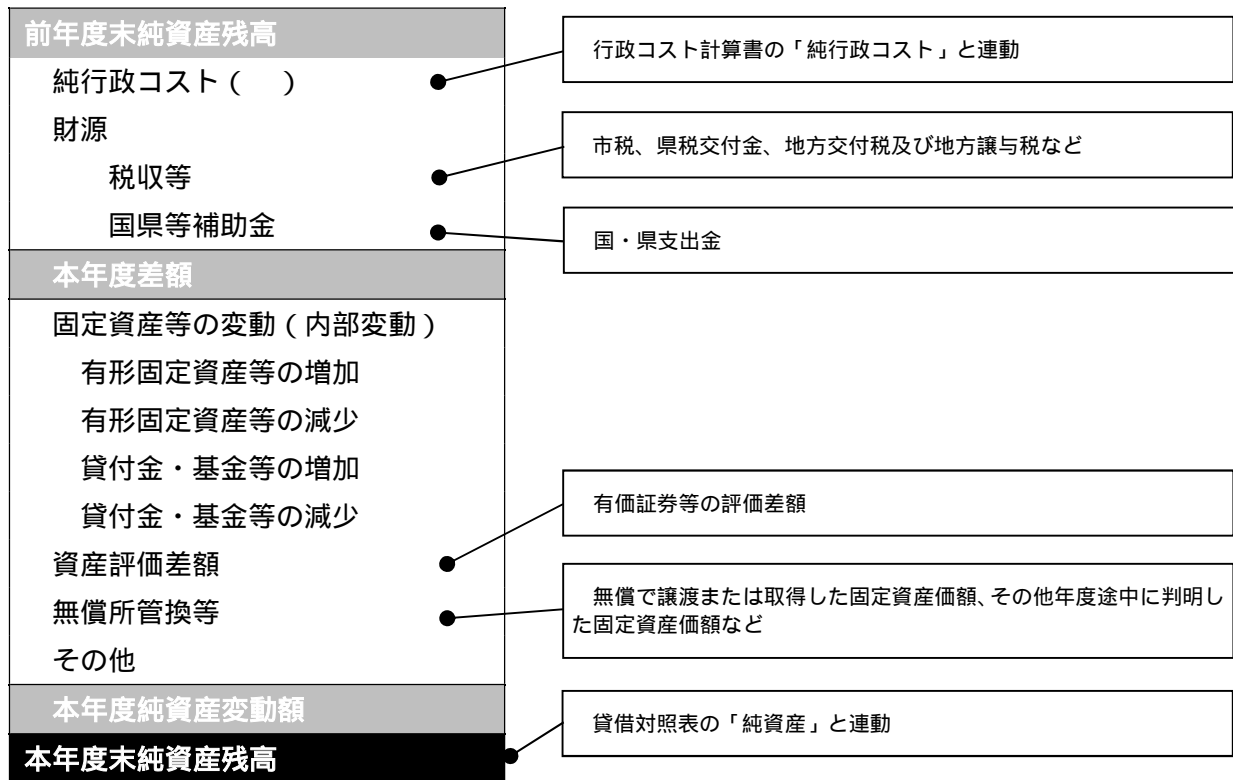 前年度末純資産残高
純行政コスト（　）
財源
税収等
国県等補助金
本年度差額
固定資産等の変動（内部変動）
有形固定資産等の増加
有形固定資産等の減少
貸付金・基金等の増加
貸付金・基金等の減少
資産評価差額
無償所管換等
その他
本年度純資産変動額
本年度末純資産残高
行政コスト計算書の「純行政コスト」と連動
市税、県税交付金、地方交付税及び地方譲与税など
国・県支出金
有価証券等の評価差額
無償で譲渡または取得した固定資産価額、その他年度途中に判明し
た固定資産価額など
貸借対照表の「純資産」と連動